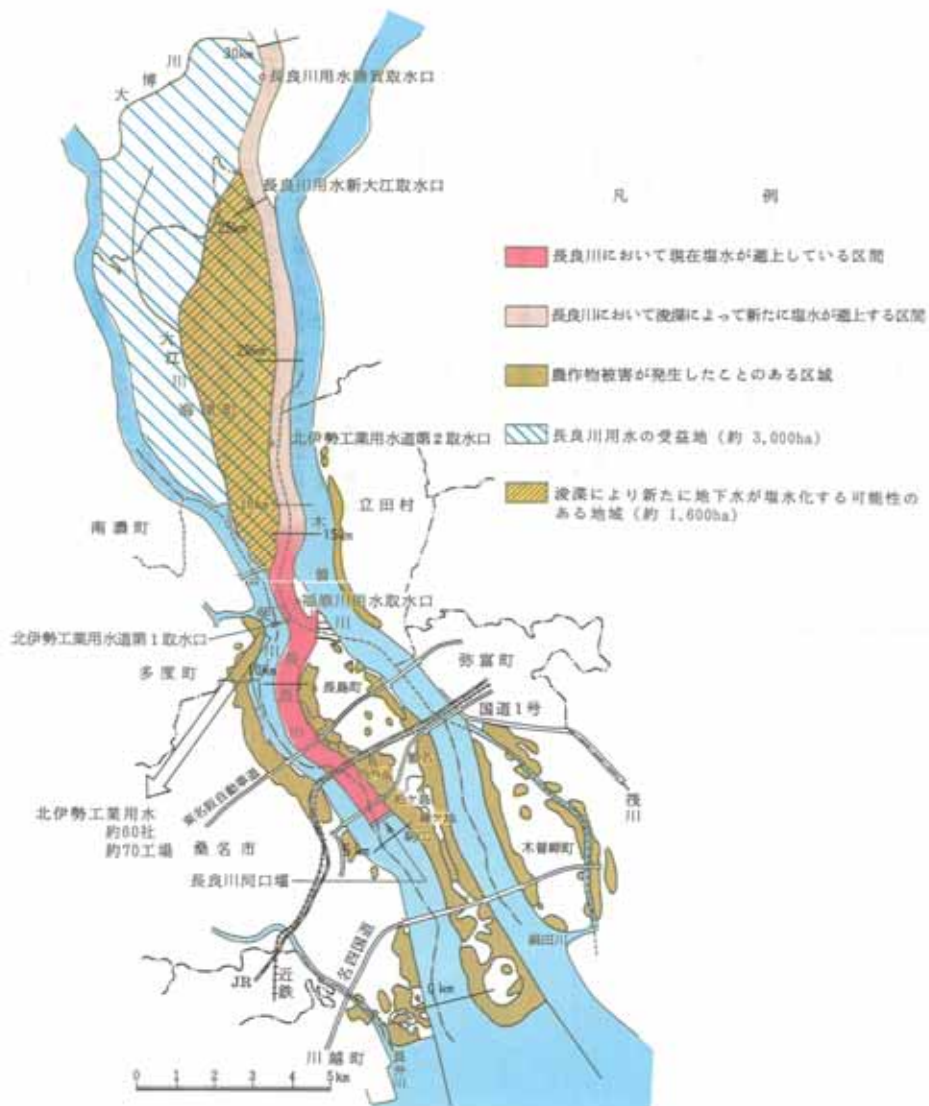 30km
大博川
長良川用水勝賀取水口
長良川用水新大江取水口
25km
凡 例
長良川において現在塩水が遡上している区間
長良川において浚渫によって新たに塩水が遡上する区間
農作物被害が発生したことのある区域
長良川用水の受益地 (約 3,000ha)
浚渫により新たに地下水が塩水化する可能性の
ある地域 (約 1,600ha)
大江川
北伊勢工業用水道第2取水口
立田村
南濃町
木曽川
15km
福原川用水取水口
北伊勢工業用水道第1取水口
多度町
10km
長島町
弥富町
国道1号
長良川
東名阪自動車道
北伊勢工業用水
約60社
約70工場
桑名市
5km
長良川河口堰
木曽岬町
鍋田川
名四国道
JR
近鉄
0km
川越町
0 1 2 3 4 5km